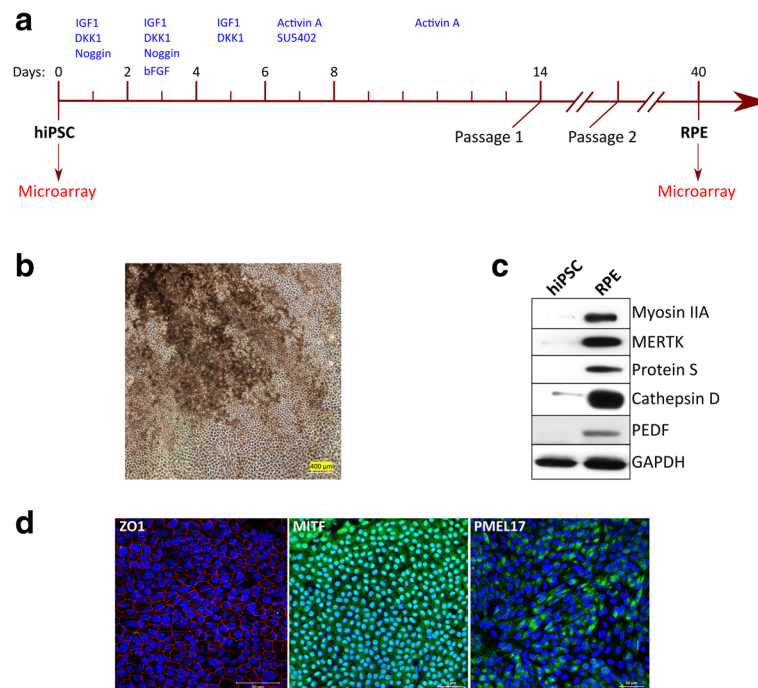 a
IGF1 IGF1 IGF1 Activin A Activin A
DKK1 DKK1 DKK1 SU5402
Noggin Noggin
bFGF
Days: 0 2 4 6 8 14 40
Passage 1 Passage 2
hiPSC RPE
Microarray Microarray
b
400 µm
c
hiPSC RPE
Myosin IIA
MERTK
Protein S
Cathepsin D
PEDF
GAPDH
d
ZO1 MITF PMEL17